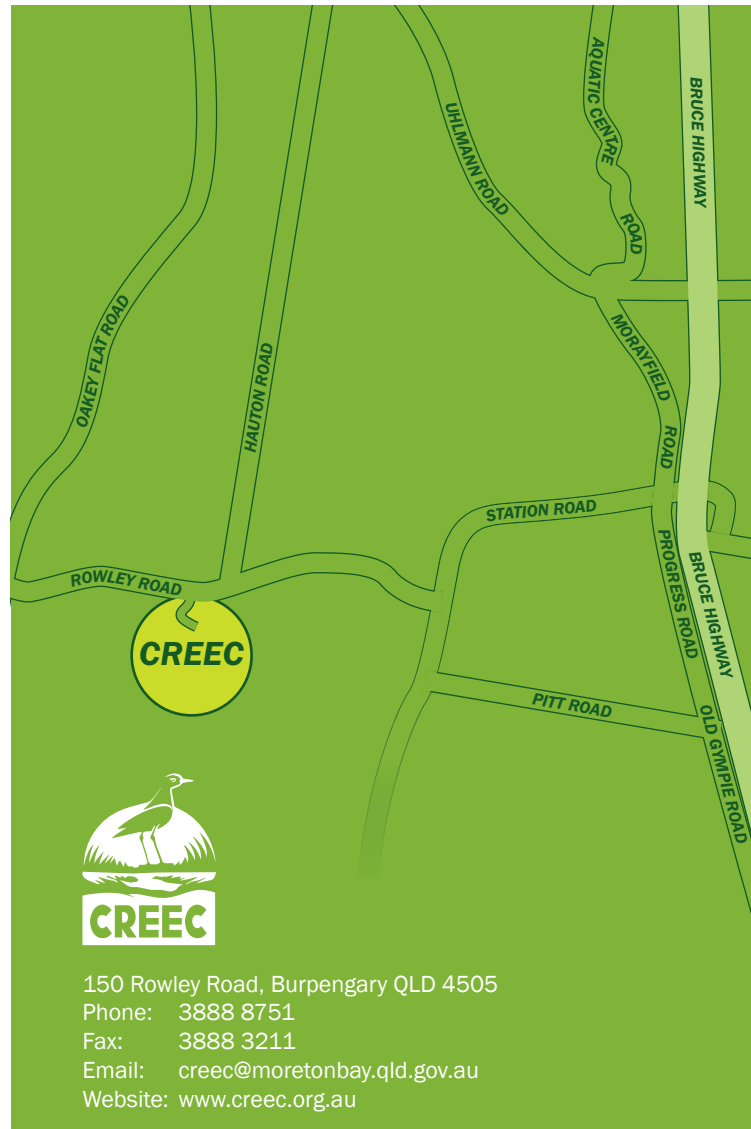 AQUATIC CENTRE
ROAD
BRUCE HIGHWAY
UHLMANN ROAD
OAKEY FLAT ROAD
HAUTON ROAD
MORAYFIELD
ROAD
STATION ROAD
PROGRESS ROAD
BRUCE HIGHWAY
ROWLEY ROAD
CREEC
PITT ROAD
OLD GYMPIE ROAD
CREEC
150 Rowley Road, Burpengary QLD 4505
Phone: 3888 8751
Fax: 3888 3211
Email: creec@moretonbay.qld.gov.au
Website: www.creec.org.au